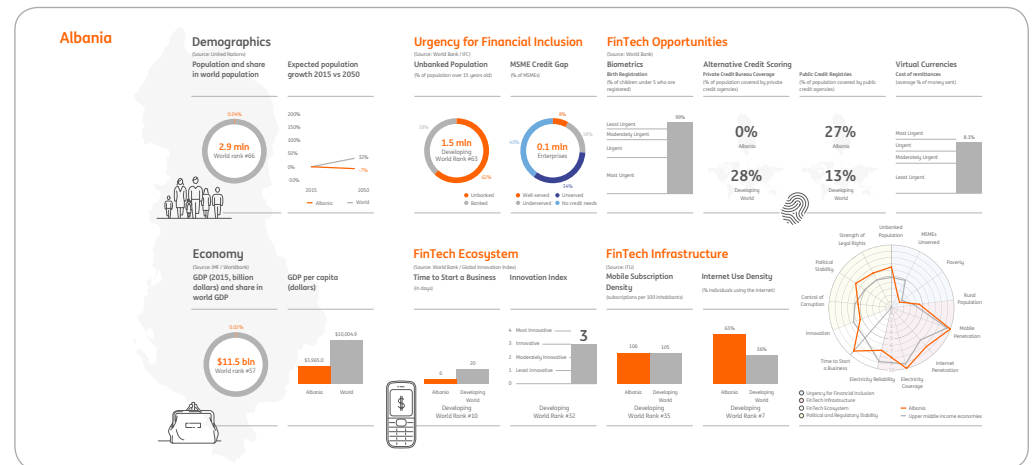 Albania
Demographics
(Source: United Nations)
Population and share
in world population
0.04%
2.9 mln
World rank #66
Expected population
growth 2015 vs 2050
200%
150%
100%
50%
0%
-50%
32%
-7%
2015
2050
Albania
World
Urgency for Financial Inclusion
(Source: World Bank / IFC)
Unbanked Population
(% of population over 15 years old)
1.5 mln
Developing
World Rank #63
62%
Unbanked
Banked
MSME Credit Gap
(% of MSMEs)
8%
0.1 mln
Enterprises
34%
Well-served
Unserved
Underserved
No credit needs
FinTech Opportunities
(Source: World Bank)
Biometrics
Birth Registration
(% of children under 5 who are
registered)
99%
Least Urgent
Moderately Urgent
Urgent
Most Urgent
Alternative Credit Scoring
Private Credit Bureau Coverage
(% of population covered by private
credit agencies)
0%
Albania
28%
Developing
World
Public Credit Registries
(% of population covered by public
credit agencies)
27%
Albania
13%
Developing
World
Virtual Currencies
Cost of remittances
(average % of money sent)
8.1%
Most Urgent
Urgent
Moderately Urgent
Least Urgent
Economy
(Source: IMF / Worldbank)
GDP (2015, billion
dollars) and share in
world GDP
0.02%
$11.5 bln
World rank #57
GDP per capita
(dollars)
$3,965.0
$10,004.9
Albania
World
FinTech Ecosystem
(Source: World Bank / Global Innovation Index)
Time to Start a Business
(in days)
6
20
Albania
Developing
World
Developing
World Rank #10
Innovation Index
4 Most Innovative
3 Innovative
2 Moderately Innovative
1 Least Innovative
0
3
Developing
World Rank #32
FinTech Infrastructure
(Source: ITU)
Mobile Subscription
Density
(subscriptions per 100 inhabitants)
106
105
Albania
Developing
World
Developing
World Rank #35
Internet Use Density
(% individuals using the internet)
63%
36%
Albania
Developing
World
Developing
World Rank #7
Unbanked
Population
MSMEs
Unserved
Poverty
Rural
Population
Mobile
Penetration
Internet
Penetration
Electricity
Coverage
Electricity Reliability
Time to Start
a Business
Innovation
Control of
Corruption
Political
Stability
Strength of
Legal Rights
Urgency for Financial Inclusion
FinTech Infrastructure
FinTech Ecosystem
Political and Regulatory Stability
Albania
Upper middle income economies